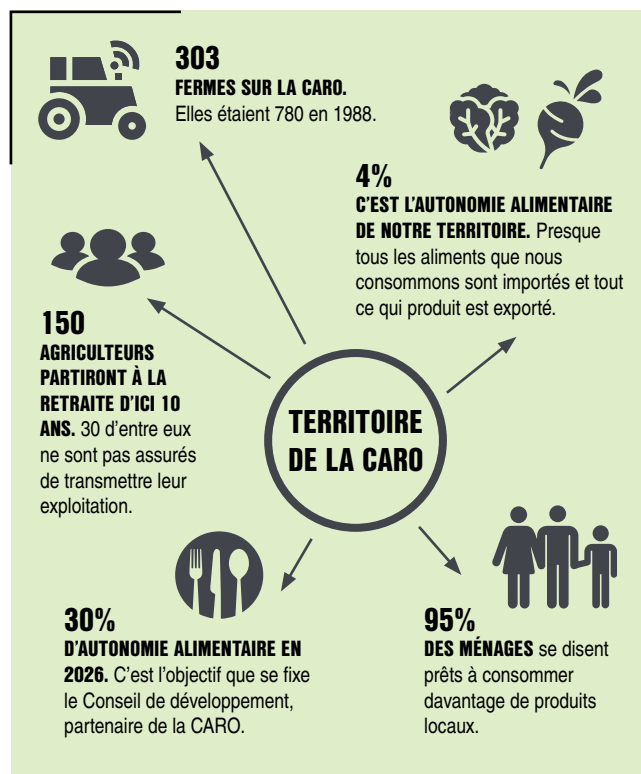 303
FERMES SUR LA CARO.
Elles étaient 780 en 1988.
4%
C'EST L'AUTONOMIE ALIMENTAIRE
DE NOTRE TERRITOIRE. Presque
tous les aliments que nous
consommons sont importés et tout
ce qui produit est exporté.
150
AGRICULTEURS
PARTIRONT À LA
RETRAITE D'ICI 10
ANS. 30 d'entre eux
ne sont pas assurés
de transmettre leur
exploitation.
TERRITOIRE
DE LA CARO
30%
D'AUTONOMIE ALIMENTAIRE EN
2026. C'est l'objectif que se fixe
le Conseil de développement,
partenaire de la CARO.
95%
DES MÉNAGES se disent
prêts à consommer
davantage de produits
locaux.